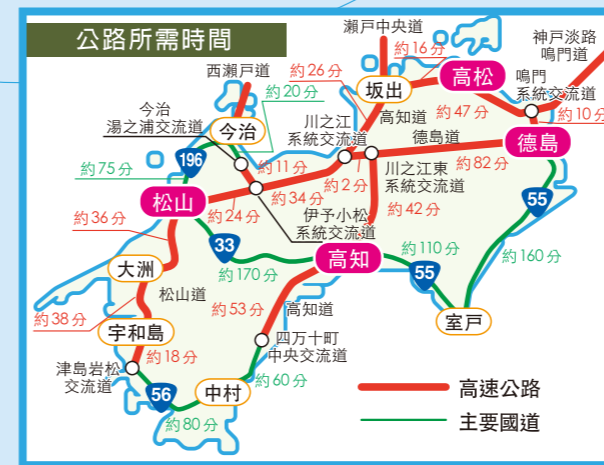 公路所需時間
瀨戶中央道
約16分
神戶淡路
鳴門道
西瀨戶道
約26分
坂出
高松
鳴門
系統交流道
約20分
高知道
約47分
約10分
今治
湯之浦交流道
今治
川之江
系統交流道
德島道
德島
196
約75分
約11分
約2分
川之江東
系統交流道
約82分
松山
約34分
約24分
約42分
55
約36分
伊予小松
系統交流道
33
高知
約110分
約160分
大洲
約170分
55
松山道
約53分
高知道
室戶
約38分
宇和島
四万十町
中央交流道
約18分
津島岩松
交流道
56
中村
約60分
約80分
高速公路
主要國道